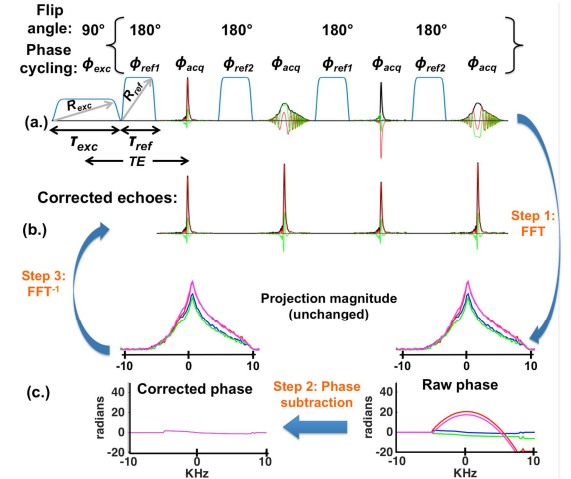 Flip angle: 90° 180° 180° 180° 180°
Phase cycling: ϕexc ϕref1 ϕacq ϕref2 ϕacq ϕref1 ϕacq ϕref2 ϕacq
Rexc Rref
(a.)
Texc Tref
TE
Corrected echoes:
(b.)
Step 1:
FFT
Step 3:
FFT-1
Projection magnitude
(unchanged)
-10 0 10
-10 0 10
(c.)
Corrected phase
Step 2: Phase
subtraction
Raw phase
radians
40
20
0
-20
-10 0 10
KHz
radians
40
20
0
-20
-10 0 10
KHz